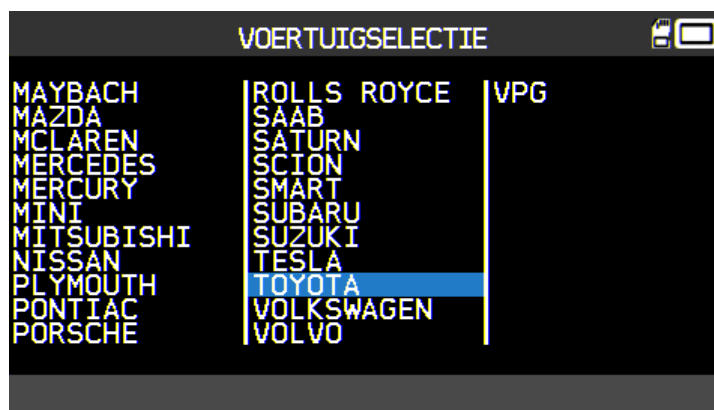 VOERTUIGSELECTIE
MAYBACH
MAZDA
MCLAREN
MERCEDES
MERCURY
MINI
MITSUBISHI
NISSAN
PLYMOUTH
PONTIAC
PORSCHE
ROLLS ROYCE
SAAB
SATURN
SCION
SMART
SUBARU
SUZUKI
TESLA
TOYOTA
VOLKSWAGEN
VOLVO
VPG